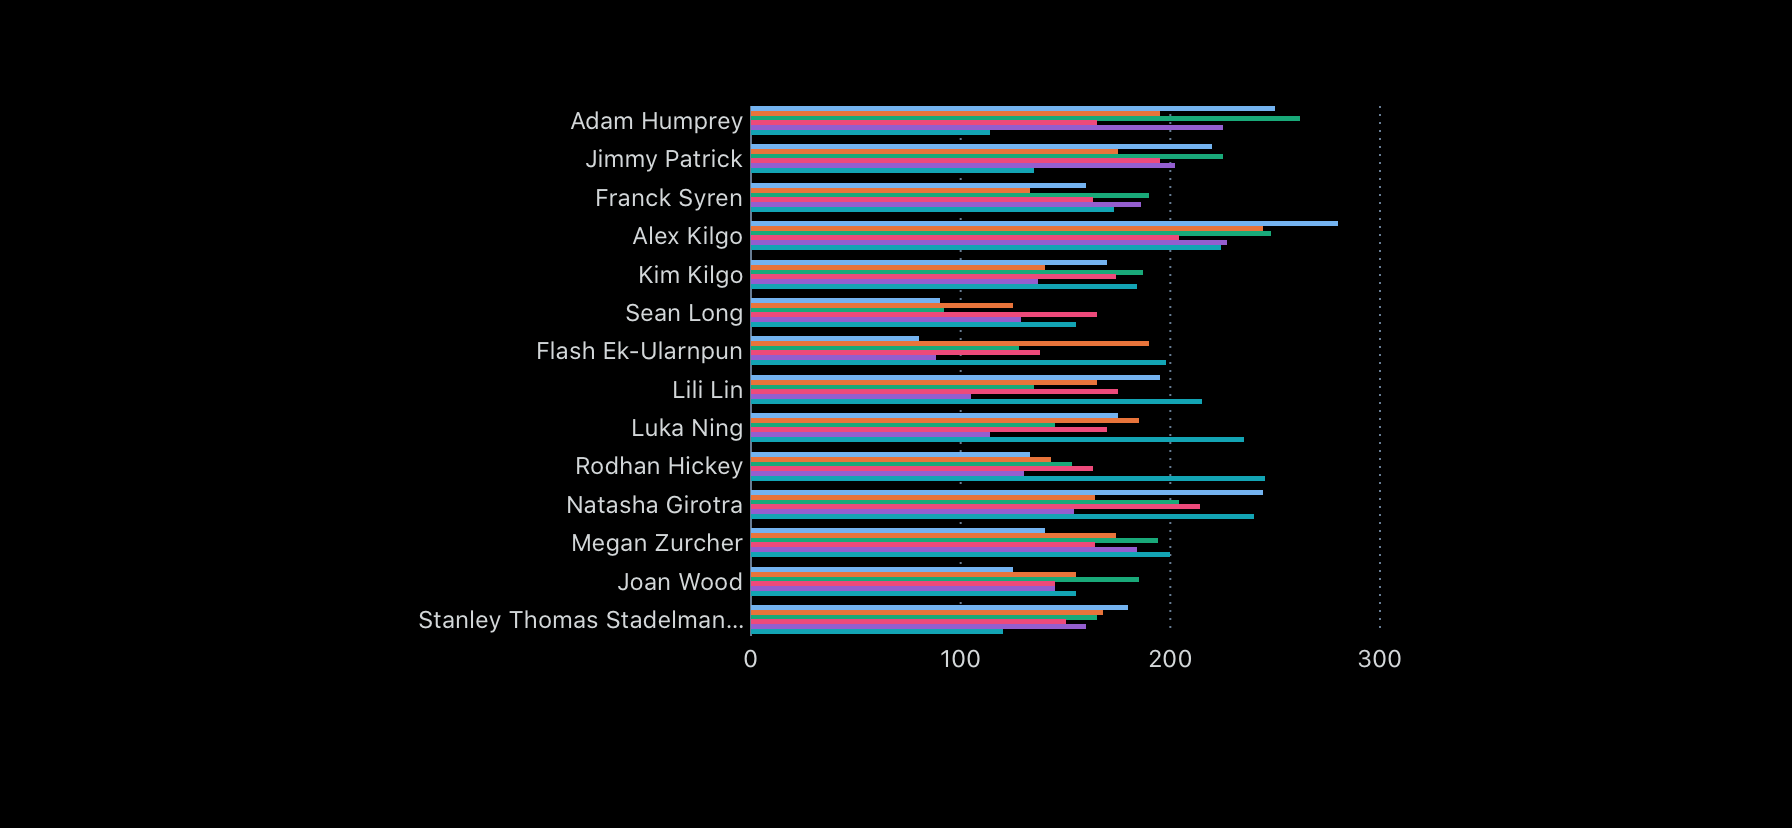 Adam Humprey
Jimmy Patrick
Franck Syren
Alex Kilgo
Kim Kilgo
Sean Long
Flash Ek-Ularnpun
Lili Lin
Luka Ning
Rodhan Hickey
Natasha Girotra
Megan Zurcher
Joan Wood
Stanley Thomas Stadelman...
0 100 200 300